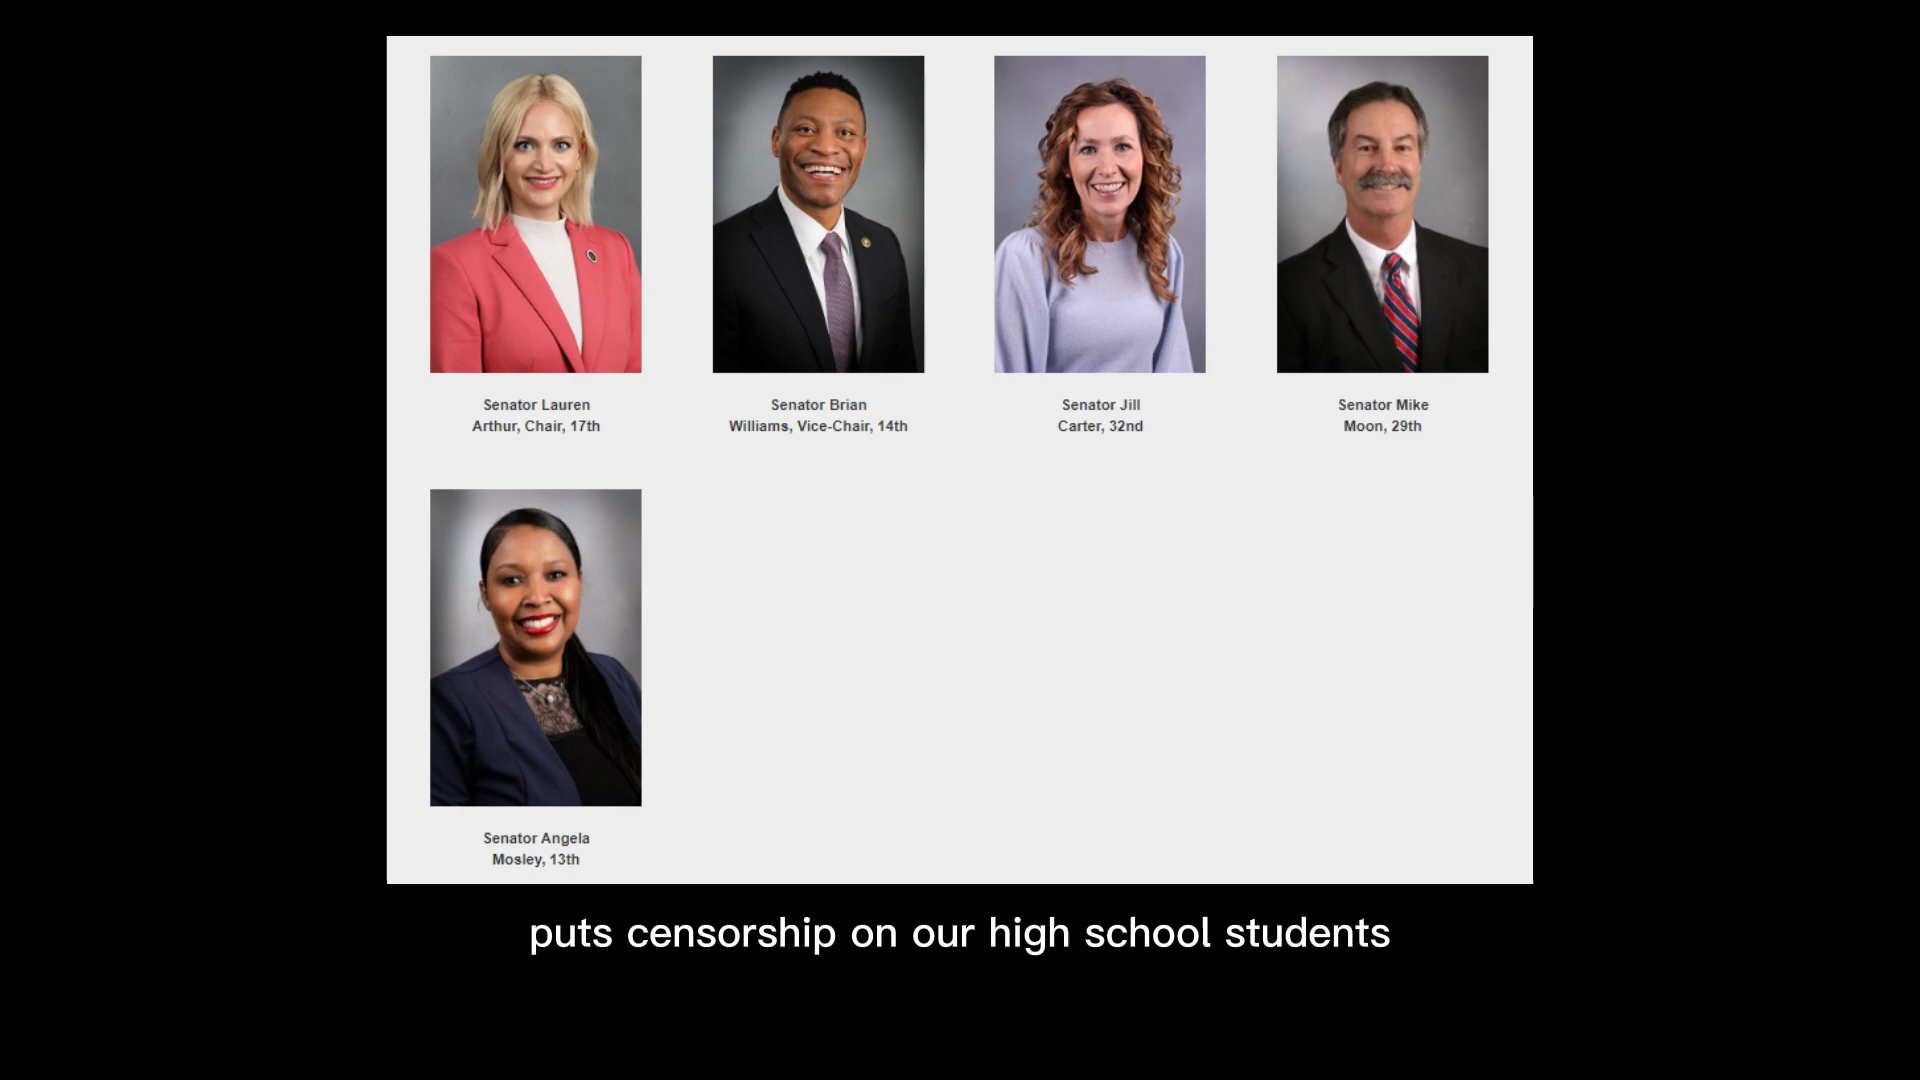 Senator Lauren
Arthur, Chair, 17th
Senator Brian
Williams, Vice-Chair, 14th
Senator Jill
Carter, 32nd
Senator Mike
Moon, 29th
Senator Angela
Mosley, 13th
puts censorship on our high school students